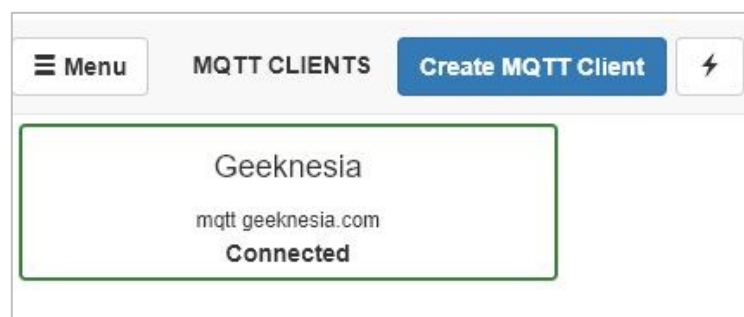 Menu MQTT CLIENTS Create MQTT Client
Geeknesia
mqtt geeknesia.com
Connected